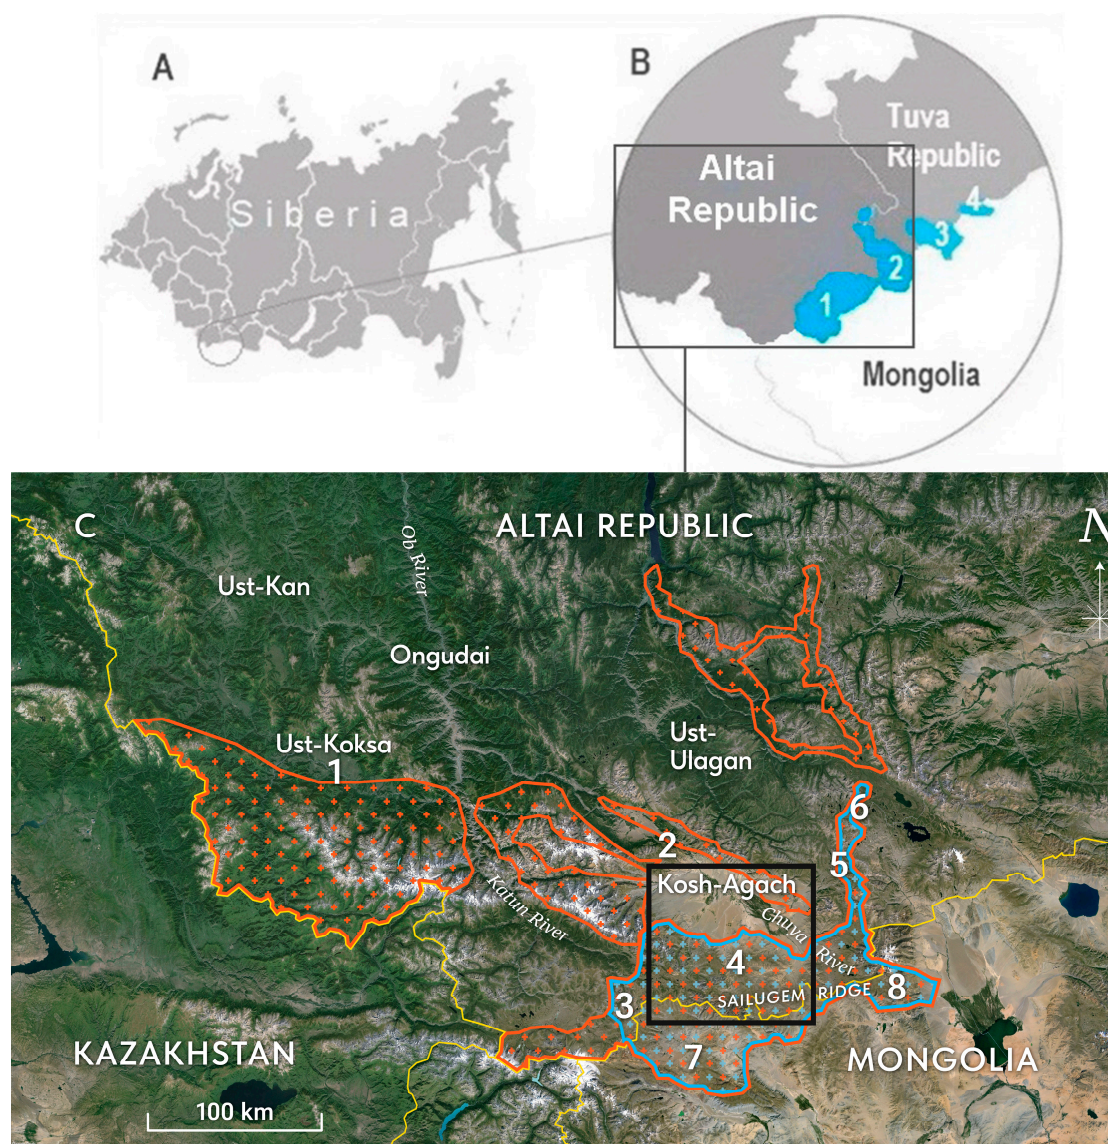 A
B
Siberia
Tuva
Republic
Altai
Republic
4
3
2
1
Mongolia
C
ALTAI REPUBLIC
N
Ob River
Ust-Kan
Ongudai
Ust-Koksa
1
Ust-
Ulagan
6
2
5
Kosh-Agach
Katun River
Chuya River
4
SAILUGEM RIDGE
8
3
7
KAZAKHSTAN
MONGOLIA
100 km